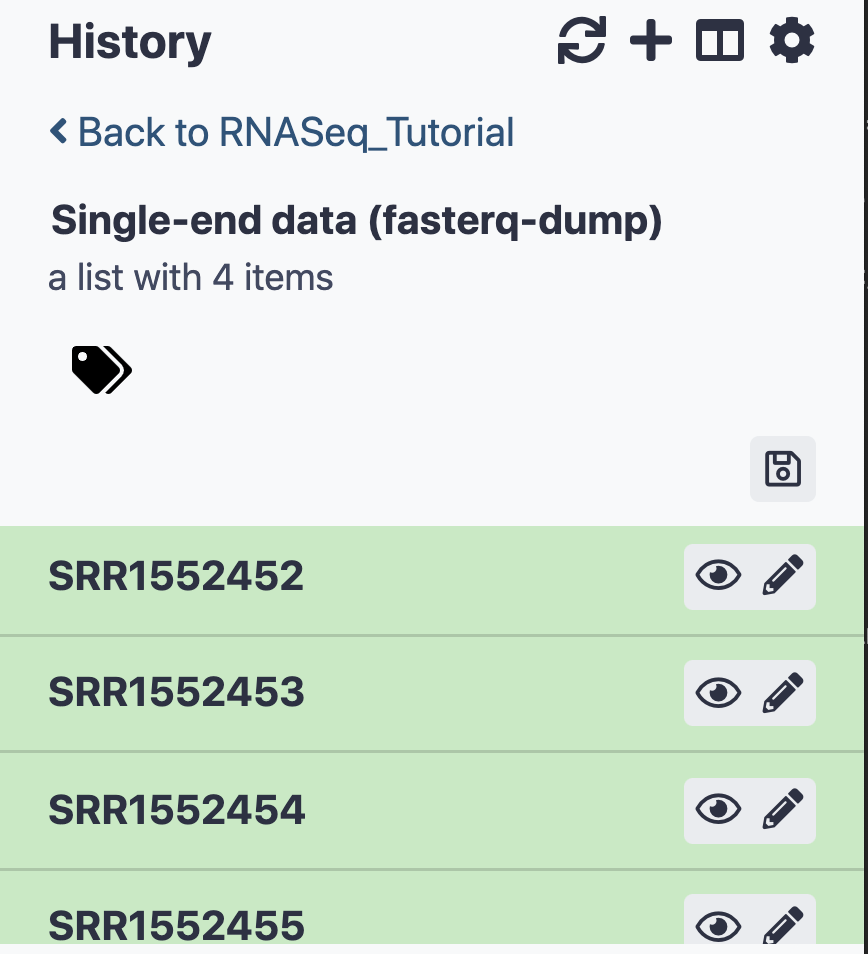 History
Back to RNASeq_Tutorial
Single-end data (fasterq-dump)
a list with 4 items
SRR1552452
SRR1552453
SRR1552454
SRR1552455